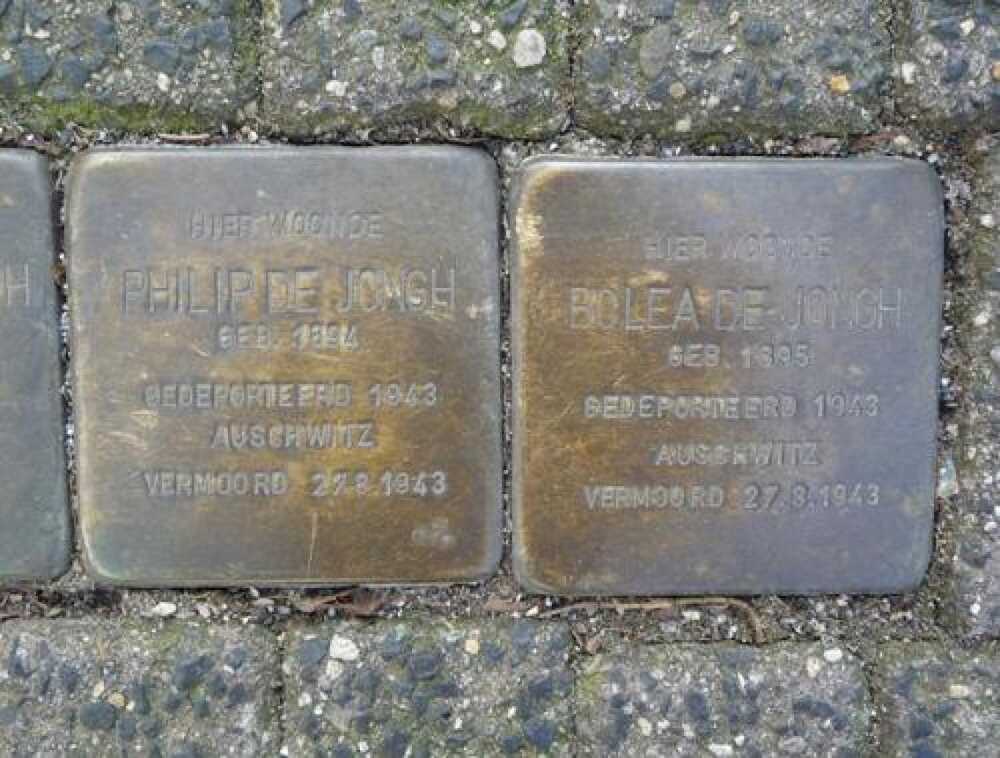 GH
HIER WOONDE
PHILIP DE JONGH
GEB. 1894
GEDEPORTEERD 1943
AUSCHWITZ
VERMOORD 27.8.1943
HIER WOONDE
BOLEA DE JONGH
GEB. 1895
GEDEPORTEERD 1943
AUSCHWITZ
VERMOORD 27.8.1943